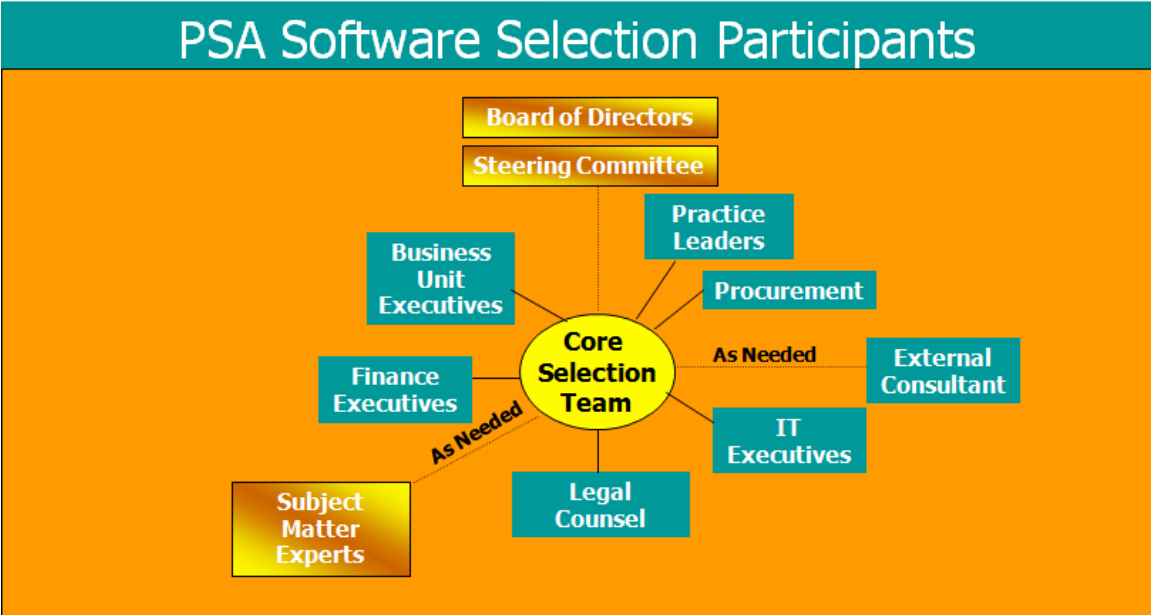 PSA Software Selection Participants
Board of Directors
Steering Committee
Practice
Leaders
Business
Unit
Executives
Procurement
Core
Selection
Team
As Needed
External
Consultant
Finance
Executives
As Needed
IT
Executives
Legal
Counsel
Subject
Matter
Experts